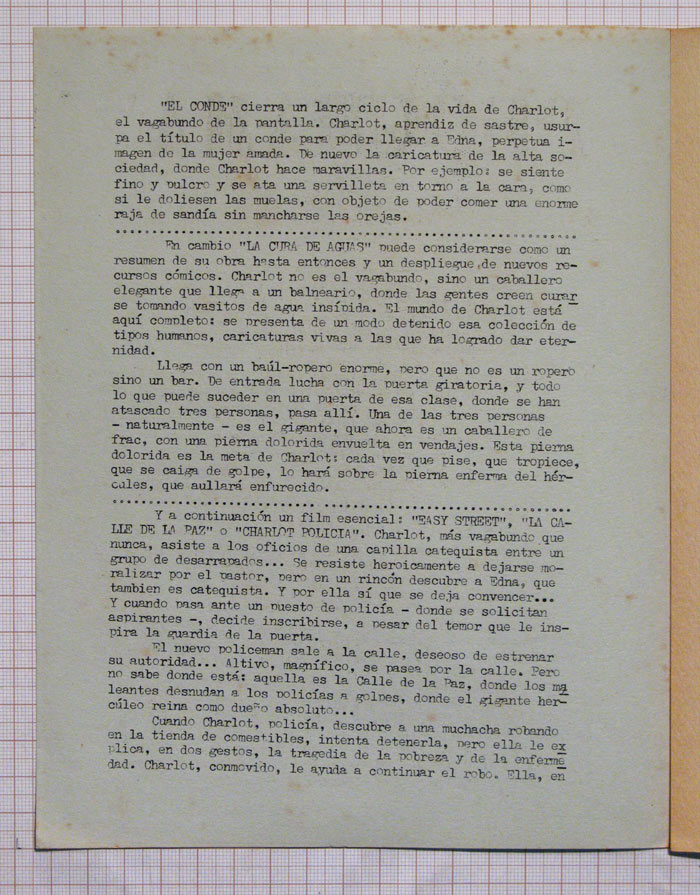 "EL CONDE" cierra un largo ciclo de la vida de Charlot,
el vagabundo de la pantalla. Charlot, aprendiz de sastre, usur-
pa el título de un conde para poder llegar a Edna, perpetua i-
magen de la mujer amada. De nuevo la caricatura de la alta so-
ciedad, donde Charlot hace maravillas. Por ejemplo: se siente
fino y pulcro y se ata una servilleta en torno a la cara, como
si le doliesen las muelas, con objeto de poder comer una enorme
raja de sandía sin mancharse las orejas.
En cambio "LA CURA DE AGUAS" puede considerarse como un
resumen de su obra hasta entonces y un despliegue de nuevos re-
cursos cómicos. Charlot no es el vagabundo, sino un caballero
elegante que llega a un balneario, donde las gentes creen curar
se tomando vasitos de agua insípida. El mundo de Charlot está
aquí completo: se presenta de un modo detenido esa colección de
tipos humanos, caricaturas vivas a las que ha logrado dar eter-
nidad.
Llega con un baúl-ropero enorme, pero que no es un ropero
sino un bar. De entrada lucha con la puerta giratoria, y todo
lo que puede suceder en una puerta de esa clase, donde se han
atascado tres personas, pasa allí. Una de las tres personas
- naturalmente - es el gigante, que ahora es un caballero de
frac, con una pierna dolorida envuelta en vendajes. Esta pierna
dolorida es la meta de Charlot: cada vez que pise, que tropiece,
que se caiga de golpe, lo hará sobre la pierna enferma del hér-
cules, que aullará enfurecido.
Y a continuación un film esencial: "EASY STREET", "LA CA-
LLE DE LA PAZ" o "CHARLOT POLICIA". Charlot, más vagabundo que
nunca, asiste a los oficios de una capilla catequista entre un
grupo de desarrapados... Se resiste heroicamente a dejarse mo-
ralizar por el pastor, pero en un rincón descubre a Edna, que
tambien es catequista. Y por ella sí que se deja convencer...
Y cuando pasa ante un puesto de policía - donde se solicitan
aspirantes -, decide inscribirse, a pesar del temor que le ins-
pira la guardia de la puerta.
El nuevo policeman sale a la calle, deseoso de estrenar
su autoridad... Altivo, magnífico, se pasea por la calle. Pero
no sabe donde está: aquella es la Calle de la Paz, donde los ma
leantes desnudan a los policías a golpes, donde el gigante her-
cúleo reina como dueño absoluto...
Cuando Charlot, policía, descubre a una muchacha robando
en la tienda de comestibles, intenta detenerla, pero ella le ex
plica, en dos gestos, la tragedia de la pobreza y de la enferme
dad. Charlot, conmovido, le ayuda a continuar el robo. Ella, en